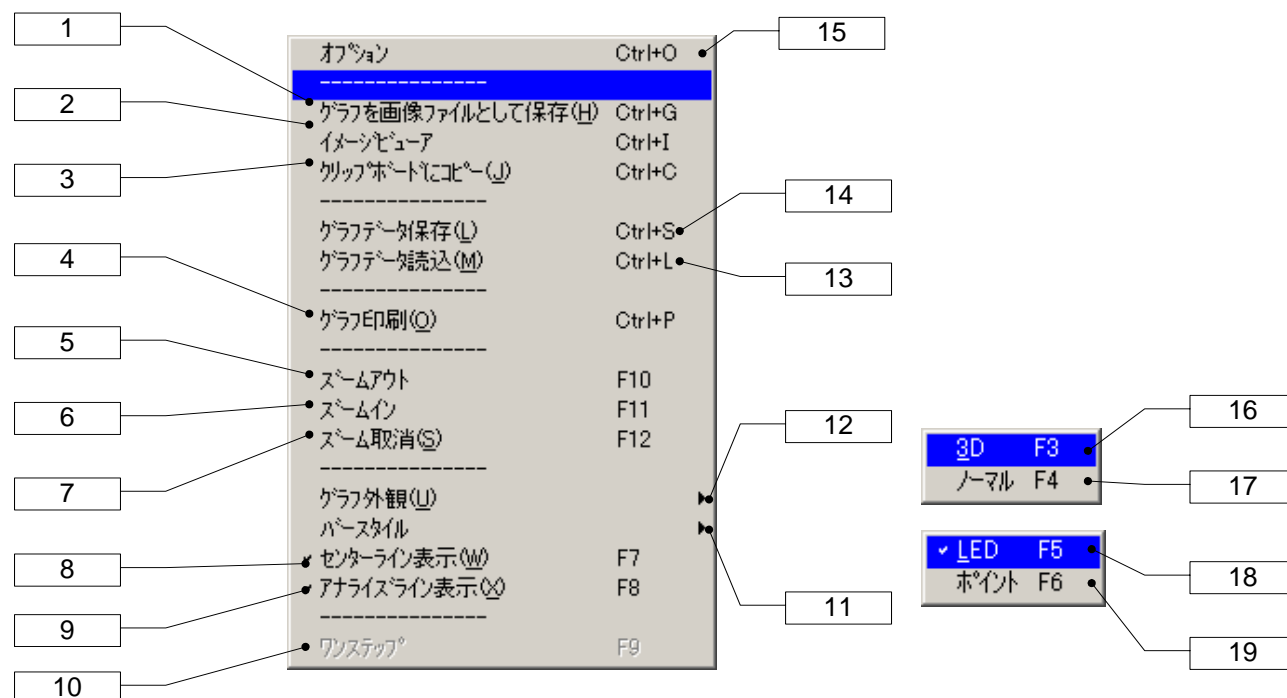 1
15
オプション Ctrl+O
---------------
2
グラフを画像ファイルとして保存(H) Ctrl+G
イメージビューア Ctrl+I
3
クリップボードにコピー(J) Ctrl+C
---------------
14
グラフデータ保存(L) Ctrl+S
4
グラフデータ読込(M) Ctrl+L
13
---------------
グラフ印刷(O) Ctrl+P
5
---------------
ズームアウト F10
6
ズームイン F11
12
ズーム取消(S) F12
16
3D F3
---------------
7
グラフ外観(U)
ノーマル F4
17
バースタイル
8
センターライン表示(W) F7
LED F5
18
アナライズライン表示(X) F8
ポイント F6
11
9
---------------
ワンステップ F9
19
10